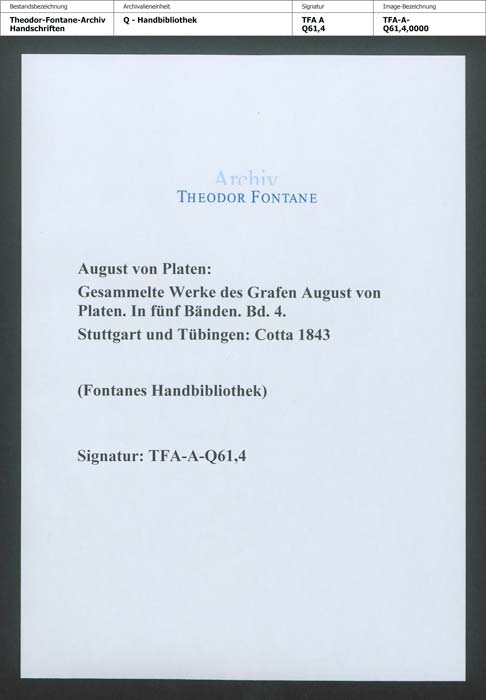 Bestandsbezeichnung Archivalieneinheit Signatur Image-Bezeichnung
Theodor-Fontane-Archiv Q - Handbibliothek TFA A TFA-A-
Handschriften Q61,4 Q61,4,0000
Archiv
THEODOR FONTANE
August von Platen:
Gesammelte Werke des Grafen August von
Platen. In fünf Bänden. Bd. 4.
Stuttgart und Tübingen: Cotta 1843
(Fontanes Handbibliothek)
Signatur: TFA-A-Q61,4